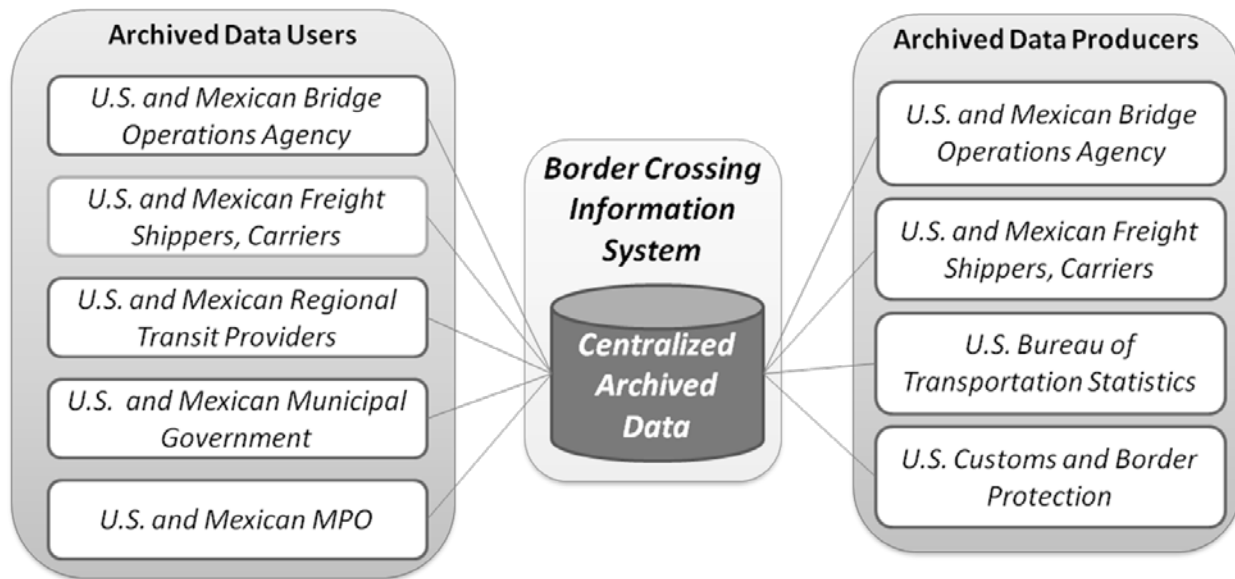 Archived Data Users
U.S. and Mexican Bridge
Operations Agency
U.S. and Mexican Freight
Shippers, Carriers
U.S. and Mexican Regional
Transit Providers
U.S. and Mexican Municipal
Government
U.S. and Mexican MPO
Border Crossing
Information
System
Centralized
Archived
Data
Archived Data Producers
U.S. and Mexican Bridge
Operations Agency
U.S. and Mexican Freight
Shippers, Carriers
U.S. Bureau of
Transportation Statistics
U.S. Customs and Border
Protection